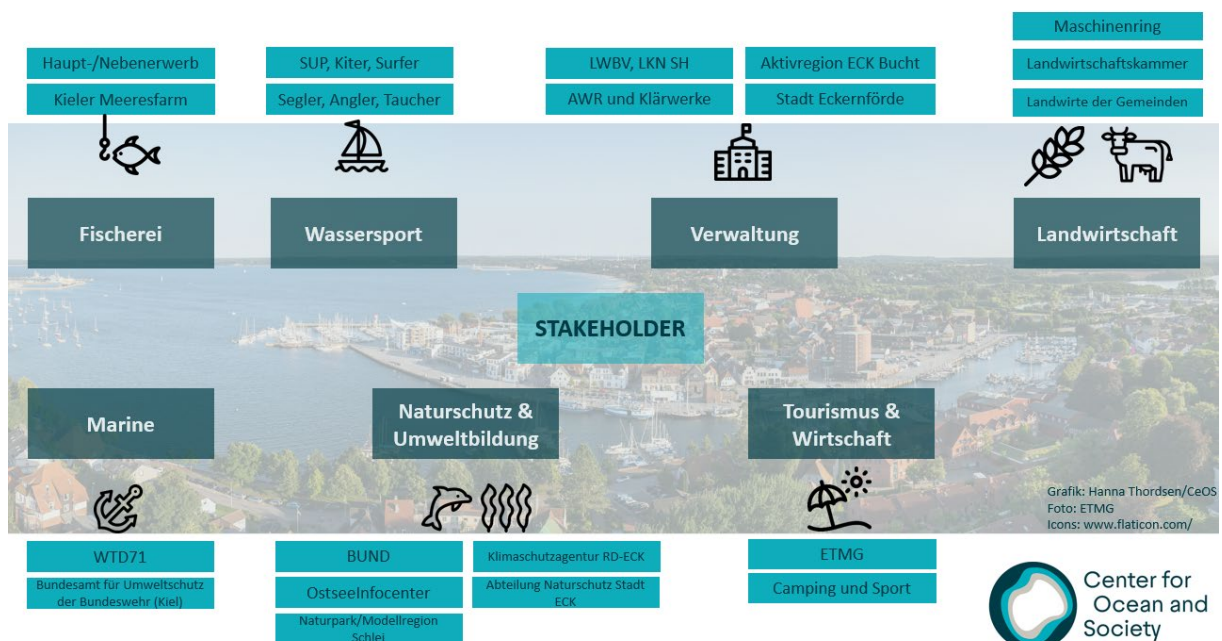 Maschinenring
Haupt-/Nebenerwerb
SUP, Kiter, Surfer
LWBV, LKN SH
Aktivregion ECK Bucht
Landwirtschaftskammer
Kieler Meeresfarm
Segler, Angler, Taucher
AWR und Klärwerke
Stadt Eckernförde
Landwirte der Gemeinden
Fischerei
Wassersport
Verwaltung
Landwirtschaft
STAKEHOLDER
Marine
Naturschutz &
Umweltbildung
Tourismus &
Wirtschaft
Grafik: Hanna Thordsen/CeOS
Foto: ETMG
Icons: www.flaticon.com/
WTD71
Bundesamt für Umweltschutz
der Bundeswehr (Kiel)
BUND
OstseeInfocenter
Naturpark/Modellregion
Schlei
Klimaschutzagentur RD-ECK
Abteilung Naturschutz Stadt
ECK
ETMG
Camping und Sport
Center for
Ocean and
Society